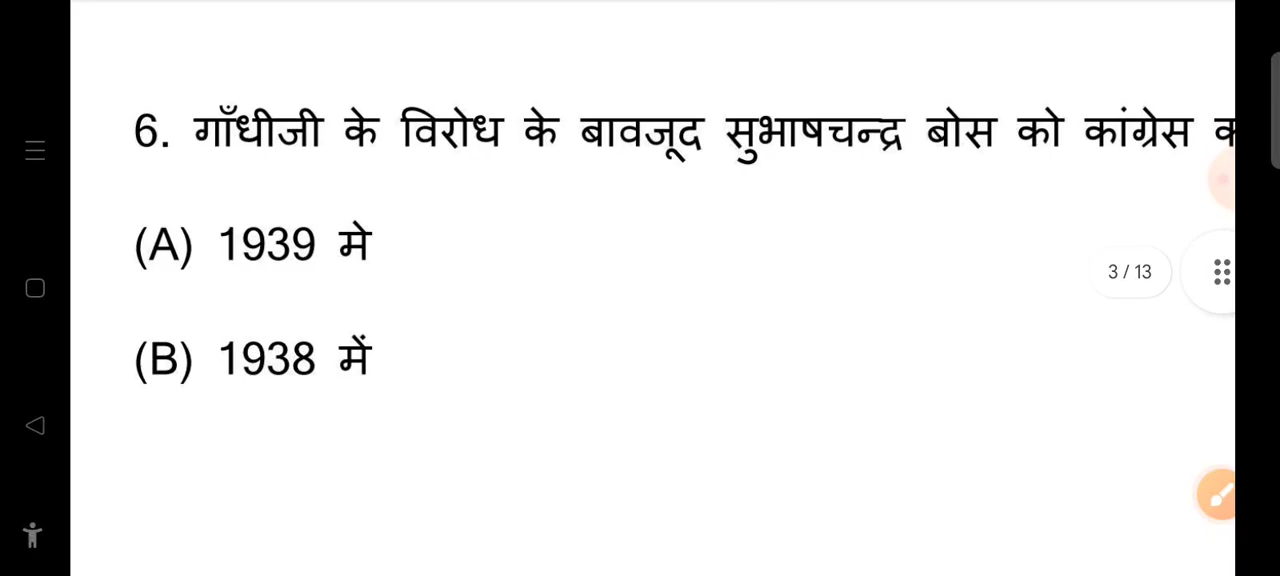 6. गाँधीजी के विरोध के बावजूद सुभाषचन्द्र बोस को कांग्रेस
(A) 1939 मे
3 / 13
(B) 1938 में